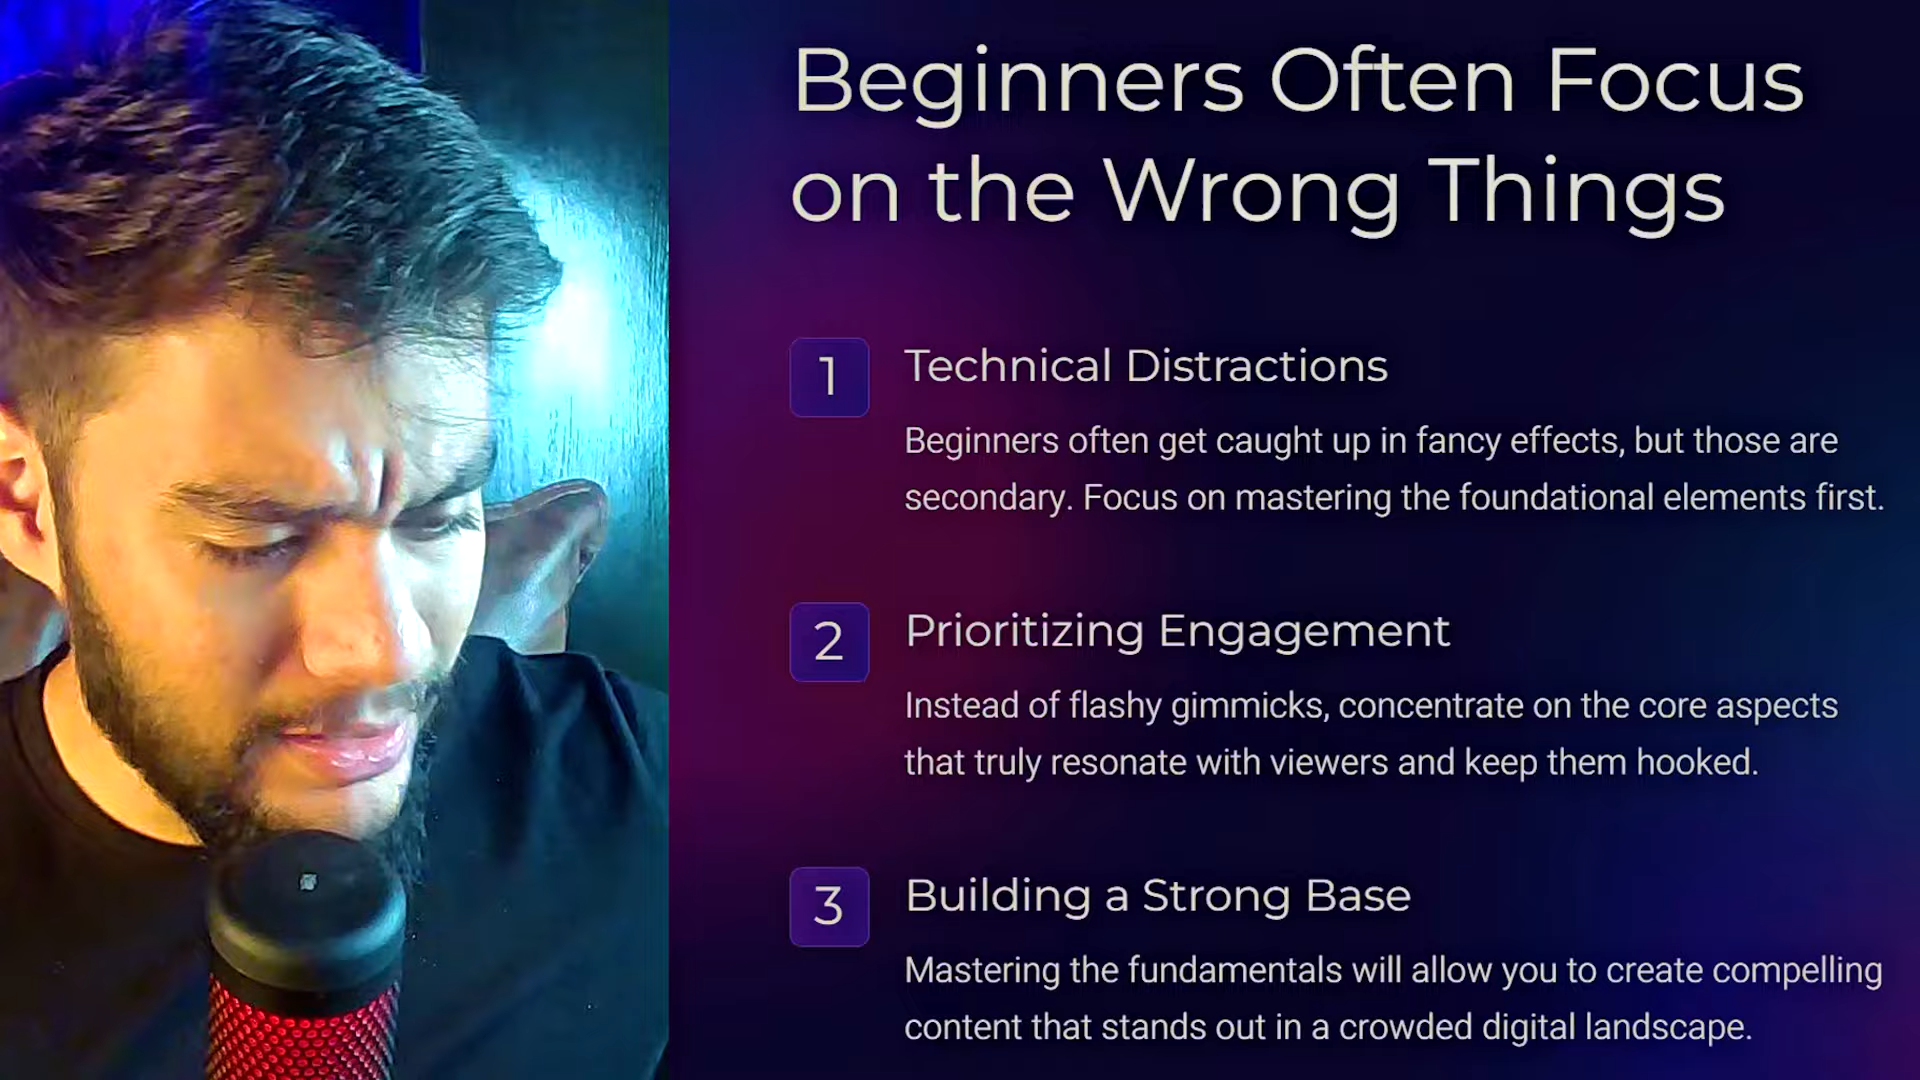 Beginners Often Focus
on the Wrong Things
1
Technical Distractions
Beginners often get caught up in fancy effects, but those are
secondary. Focus on mastering the foundational elements first.
2
Prioritizing Engagement
Instead of flashy gimmicks, concentrate on the core aspects
that truly resonate with viewers and keep them hooked.
3
Building a Strong Base
Mastering the fundamentals will allow you to create compelling
content that stands out in a crowded digital landscape.